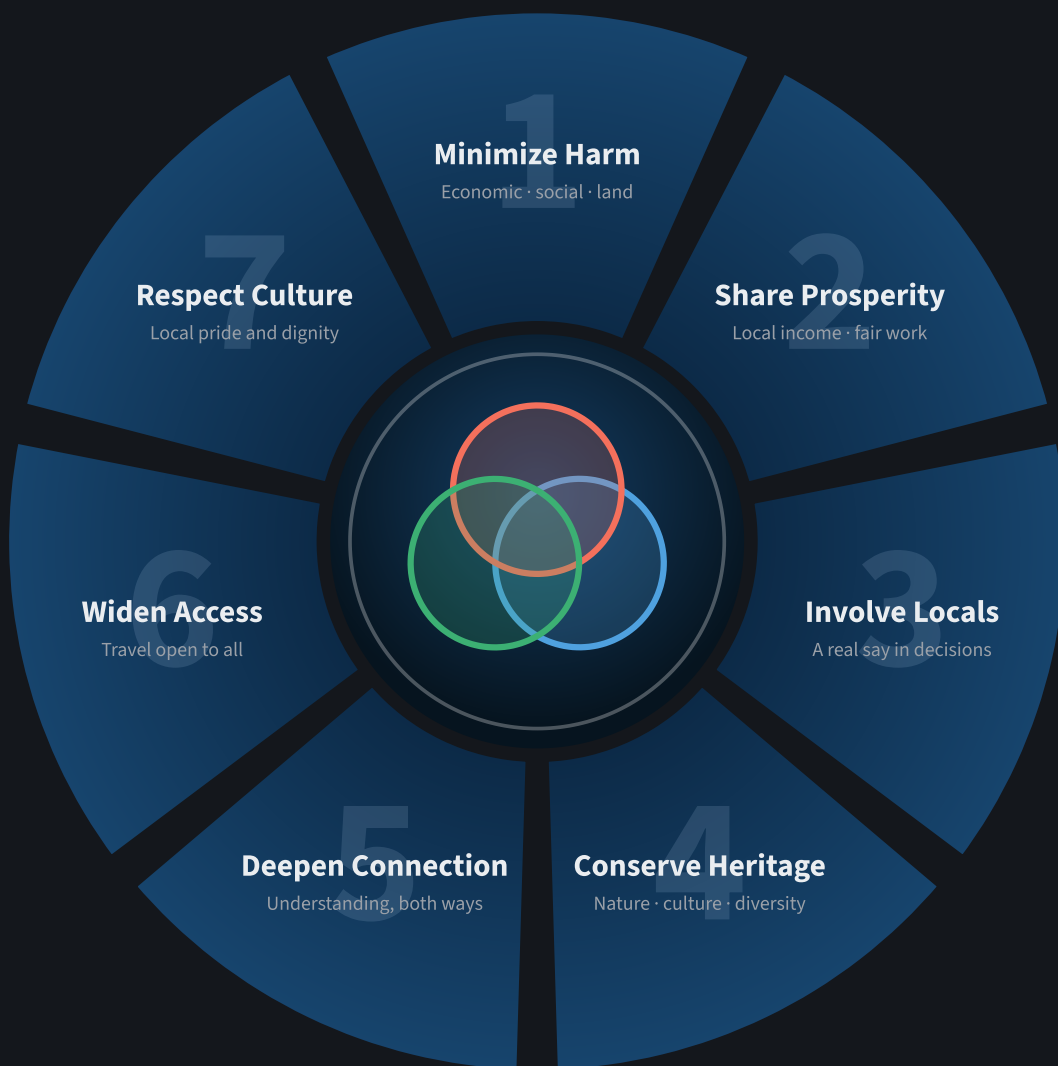 1
Minimize Harm
Economic · social · land
2
Share Prosperity
Local income · fair work
3
Involve Locals
A real say in decisions
4
Conserve Heritage
Nature · culture · diversity
5
Deepen Connection
Understanding, both ways
6
Widen Access
Travel open to all
7
Respect Culture
Local pride and dignity